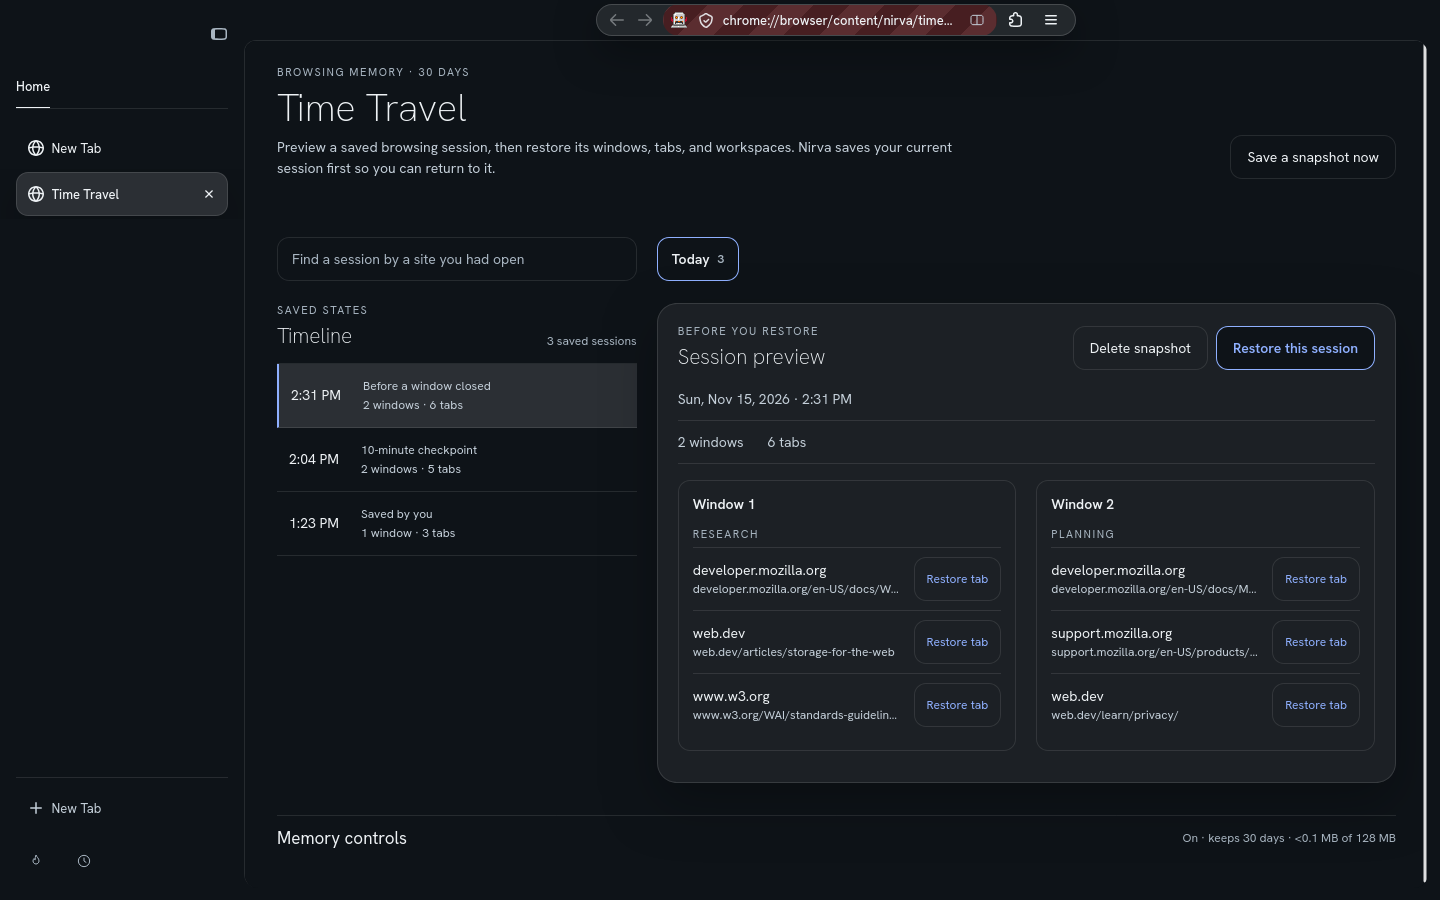 chrome://browser/content/nirva/time…
Home
New Tab
Time Travel
New Tab
BROWSING MEMORY · 30 DAYS
Time Travel
Preview a saved browsing session, then restore its windows, tabs, and workspaces. Nirva saves your current
session first so you can return to it.
Save a snapshot now
Find a session by a site you had open
Today 3
SAVED STATES
Timeline
3 saved sessions
2:31 PM
Before a window closed
2 windows · 6 tabs
2:04 PM
10-minute checkpoint
2 windows · 5 tabs
1:23 PM
Saved by you
1 window · 3 tabs
BEFORE YOU RESTORE
Session preview
Delete snapshot
Restore this session
Sun, Nov 15, 2026 · 2:31 PM
2 windows 6 tabs
Window 1
RESEARCH
developer.mozilla.org
developer.mozilla.org/en-US/docs/W…
Restore tab
web.dev
web.dev/articles/storage-for-the-web
Restore tab
www.w3.org
www.w3.org/WAI/standards-guidelin…
Restore tab
Window 2
PLANNING
developer.mozilla.org
developer.mozilla.org/en-US/docs/M…
Restore tab
support.mozilla.org
support.mozilla.org/en-US/products/…
Restore tab
web.dev
web.dev/learn/privacy/
Restore tab
Memory controls
On · keeps 30 days · <0.1 MB of 128 MB